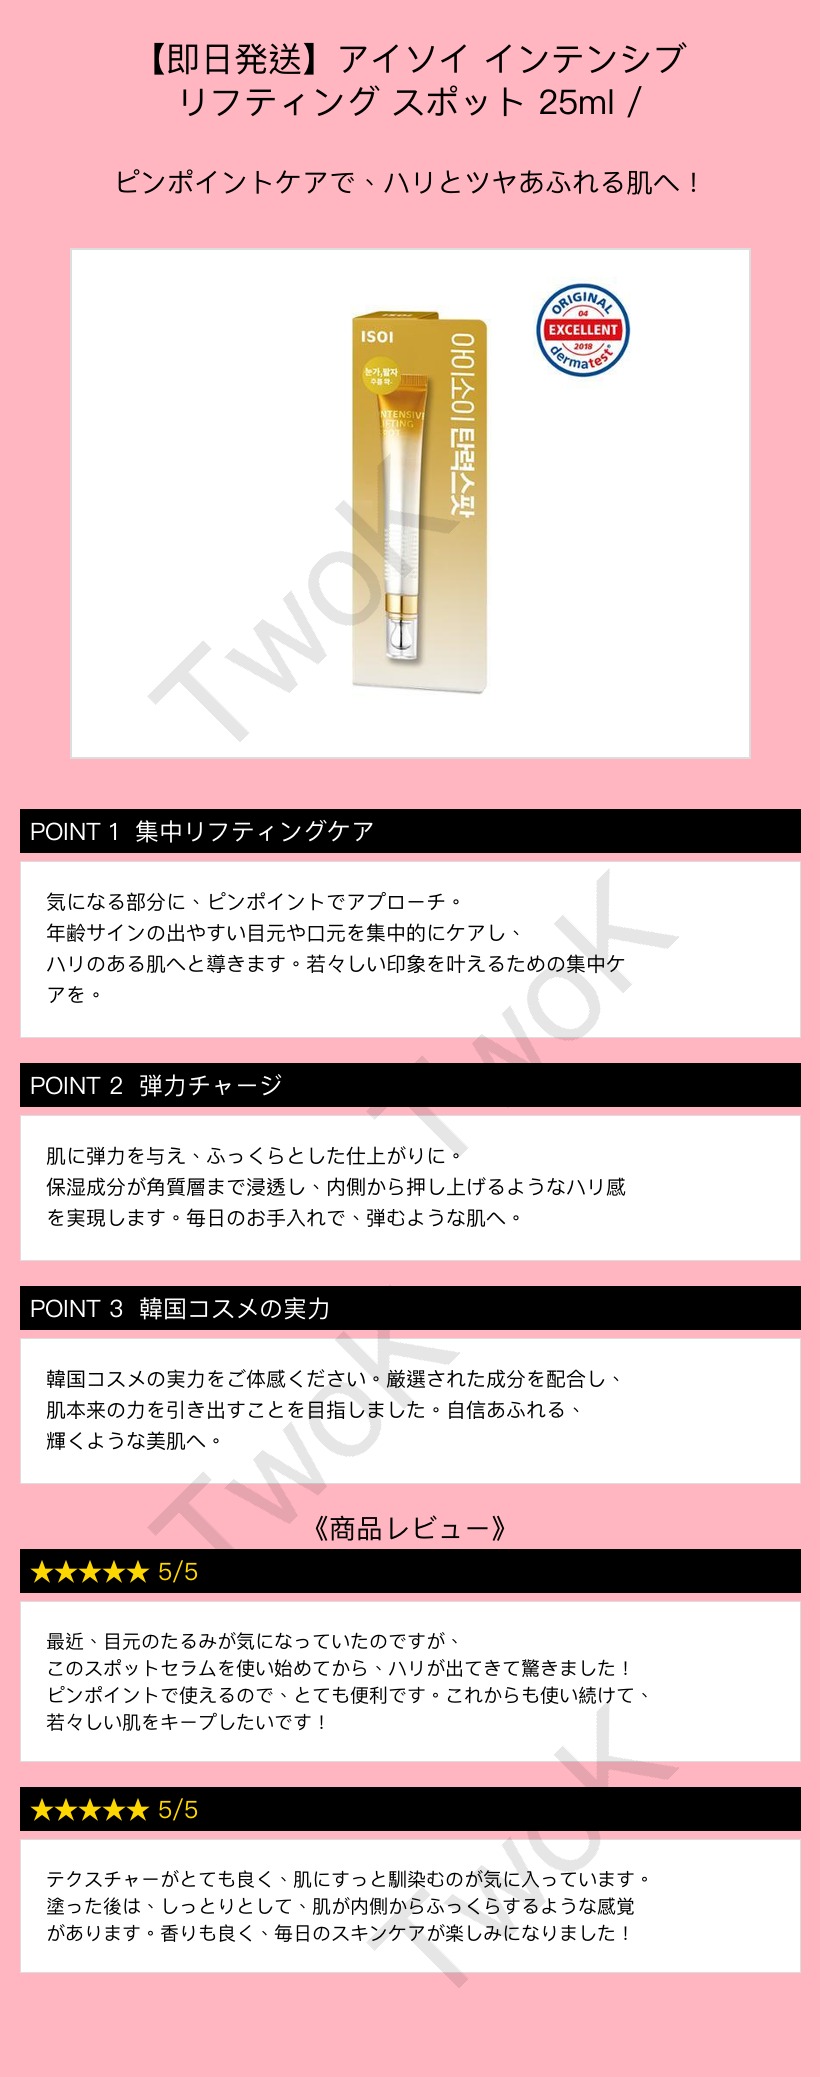 【即日発送】アイソイ インテンシブ
リフティング スポット 25ml /
ピンポイントケアで、ハリとツヤあふれる肌へ！
ORIGINAL
04
EXCELLENT
2018
dermatest®
ISOI
눈가,팔자
주름 싹-
아이소이 탄력스팟
INTENSIVE
LIFTING
SPOT
Twok
POINT 1 集中リフティングケア
気になる部分に、ピンポイントでアプローチ。
年齢サインの出やすい目元や口元を集中的にケアし、
ハリのある肌へと導きます。若々しい印象を叶えるための集中ケ
アを。
Twok
POINT 2 弾力チャージ
肌に弾力を与え、ふっくらとした仕上がりに。
保湿成分が角質層まで浸透し、内側から押し上げるようなハリ感
を実現します。毎日のお手入れで、弾むような肌へ。
POINT 3 韓国コスメの実力
韓国コスメの実力をご体感ください。厳選された成分を配合し、
肌本来の力を引き出すことを目指しました。自信あふれる、
輝くような美肌へ。
Twok
《商品レビュー》
★★★★★ 5/5
最近、目元のたるみが気になっていたのですが、
このスポットセラムを使い始めてから、ハリが出てきて驚きました！
ピンポイントで使えるので、とても便利です。これからも使い続けて、
若々しい肌をキープしたいです！
★★★★★ 5/5
テクスチャーがとても良く、肌にすっと馴染むのが気に入っています。
塗った後は、しっとりとして、肌が内側からふっくらするような感覚
があります。香りも良く、毎日のスキンケアが楽しみになりました！
Twok